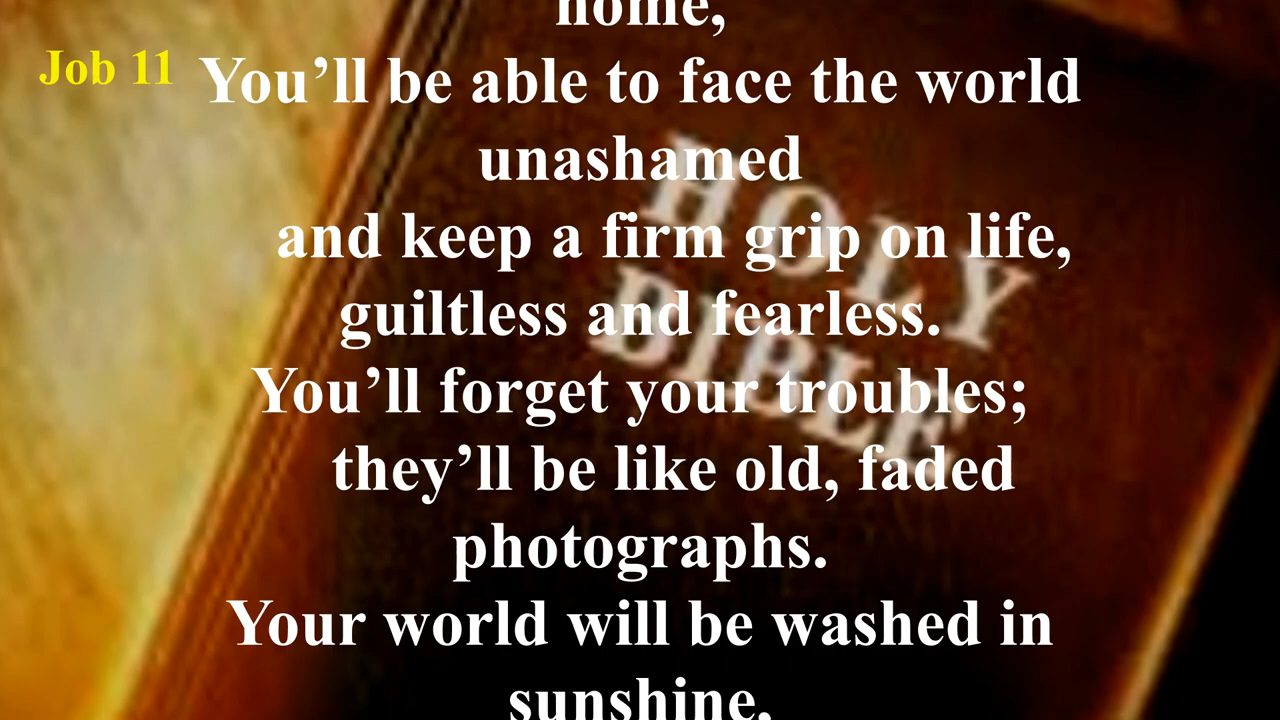 home,
Job 11
You’ll be able to face the world
unashamed
and keep a firm grip on life,
guiltless and fearless.
You’ll forget your troubles;
they’ll be like old, faded
photographs.
Your world will be washed in
sunshine,
HOLY
BIBLE